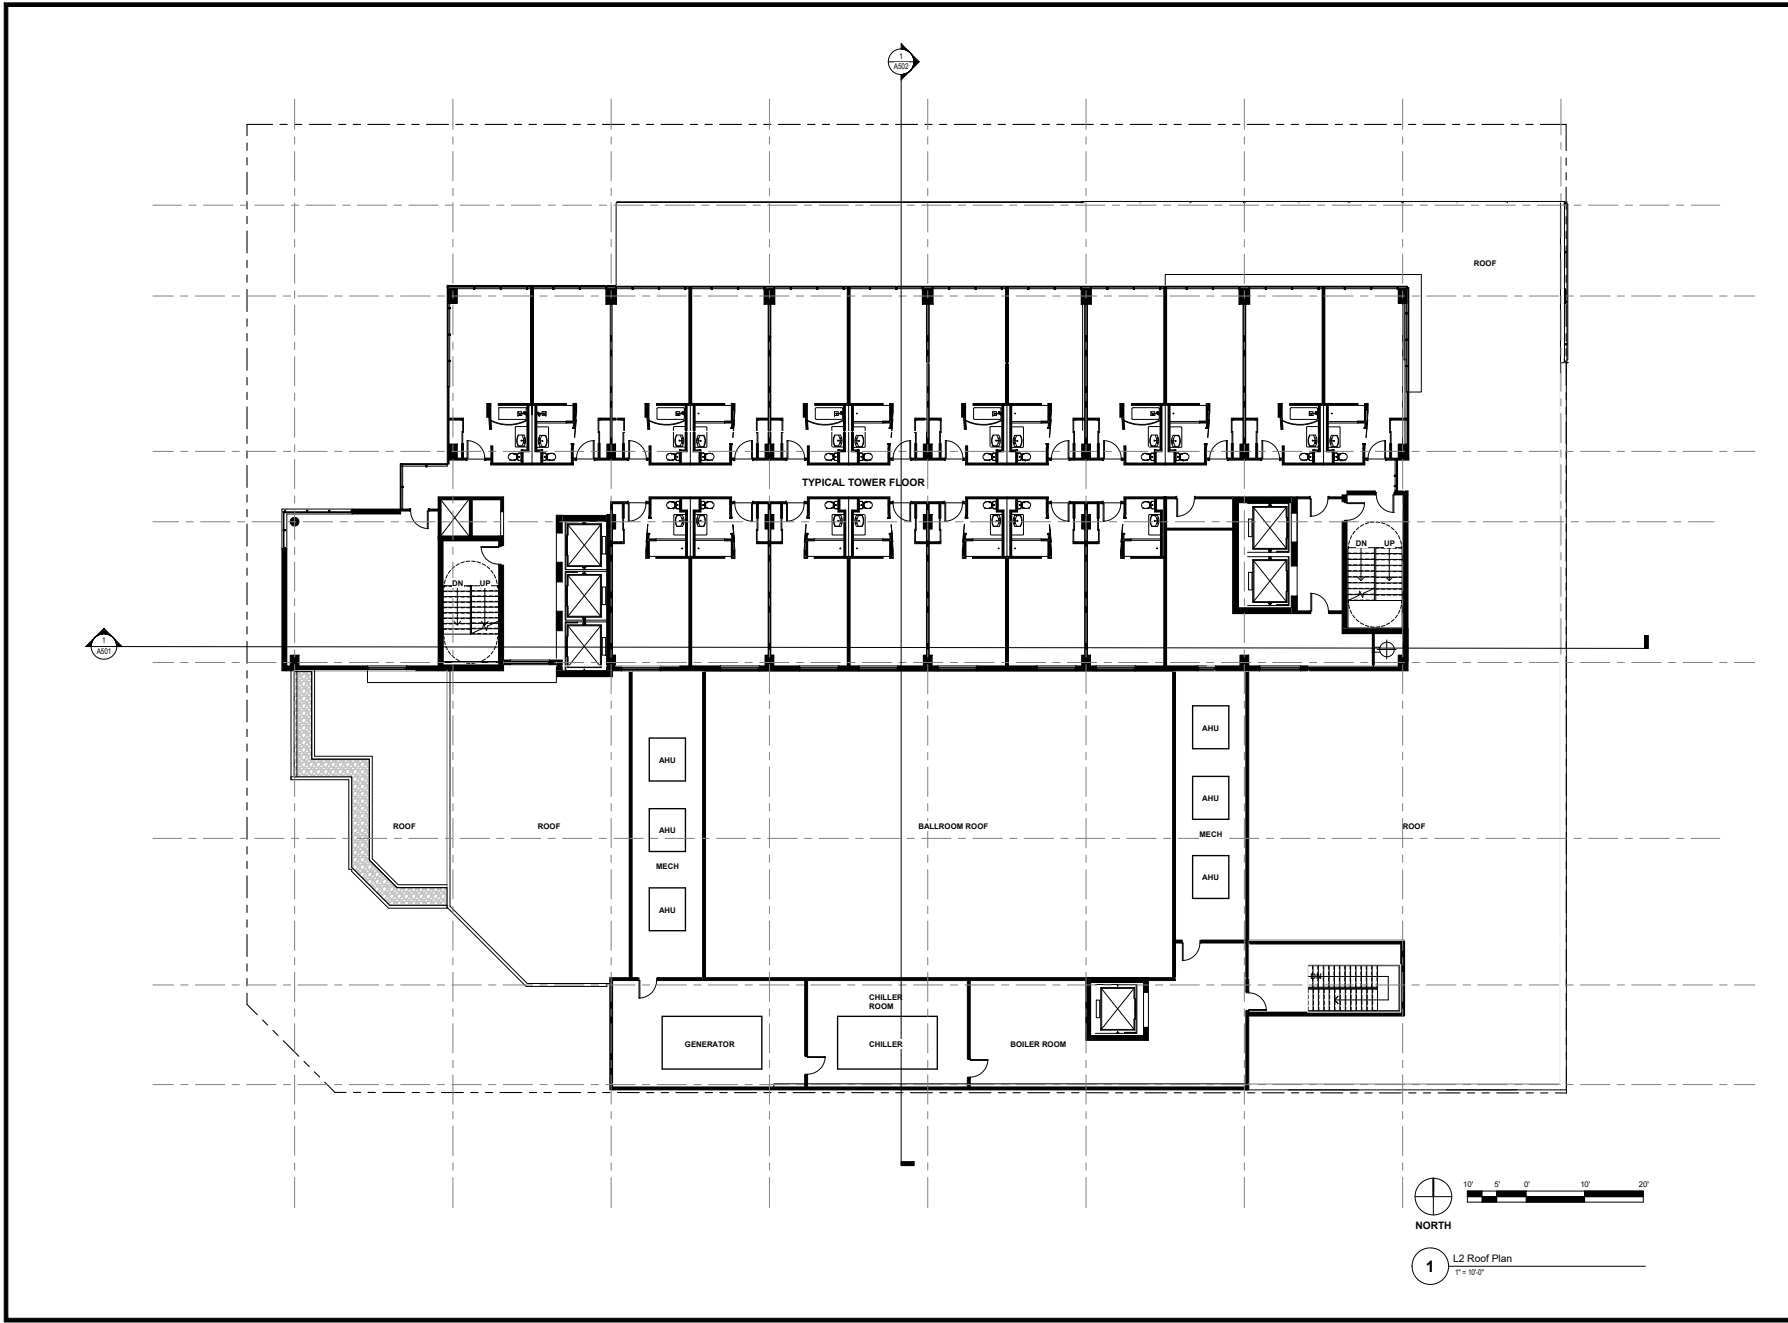 1
A502
ROOF
TYPICAL TOWER FLOOR
DN UP
DN UP
1
A501
AHU
AHU
AHU
AHU
ROOF
ROOF
BALLROOM ROOF
ROOF
MECH
MECH
AHU
AHU
DN
CHILLER
ROOM
GENERATOR
CHILLER
BOILER ROOM
10' 5' 0' 10' 20'
NORTH
1
L2 Roof Plan
1" = 10'-0"